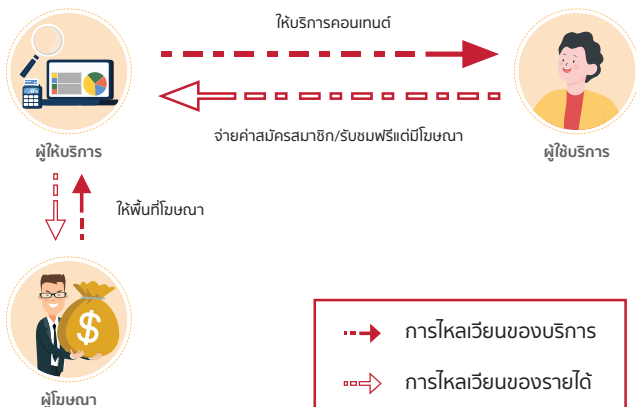 ให้บริการคอนเทนต์
จ่ายค่าสมัครสมาชิก/รับชมฟรีแต่มีโฆษณา
ผู้ให้บริการ
ผู้ใช้บริการ
ให้พื้นที่โฆษณา
$
ผู้โฆษณา
การไหลเวียนของบริการ
การไหลเวียนของรายได้